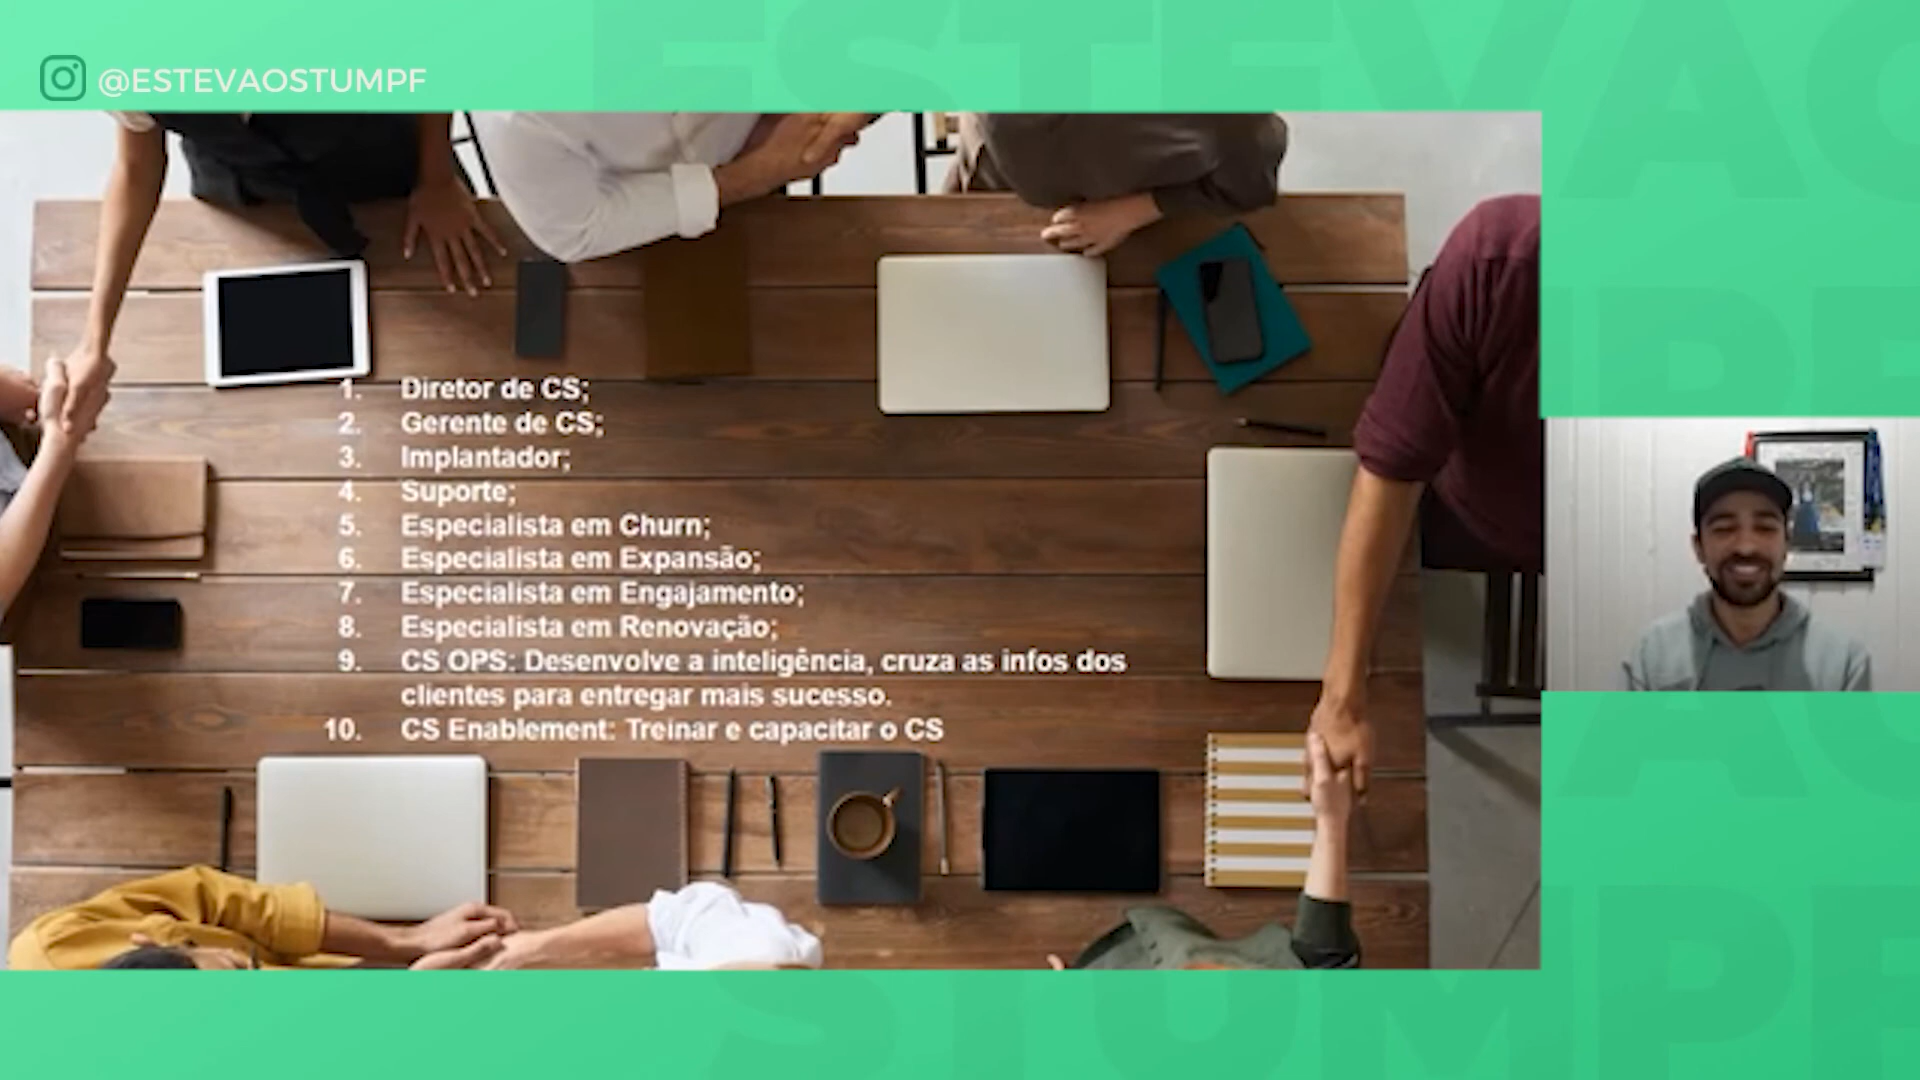 @ESTEVAOSTUMPF
1. Diretor de CS;
2. Gerente de CS;
3. Implantador;
4. Suporte;
5. Especialista em Churn;
6. Especialista em Expansão;
7. Especialista em Engajamento;
8. Especialista em Renovação;
9. CS OPS: Desenvolve a inteligência, cruza as infos dos
clientes para entregar mais sucesso.
10. CS Enablement: Treinar e capacitar o CS
ESTEVAO
STUMPF